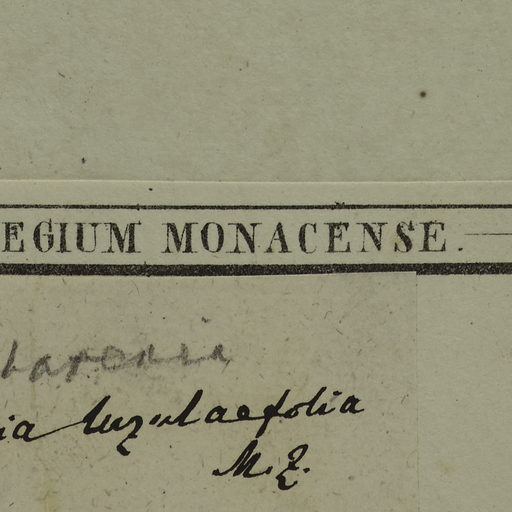 EGIUM MONACENSE.
ia luzulaefolia
M. Z.